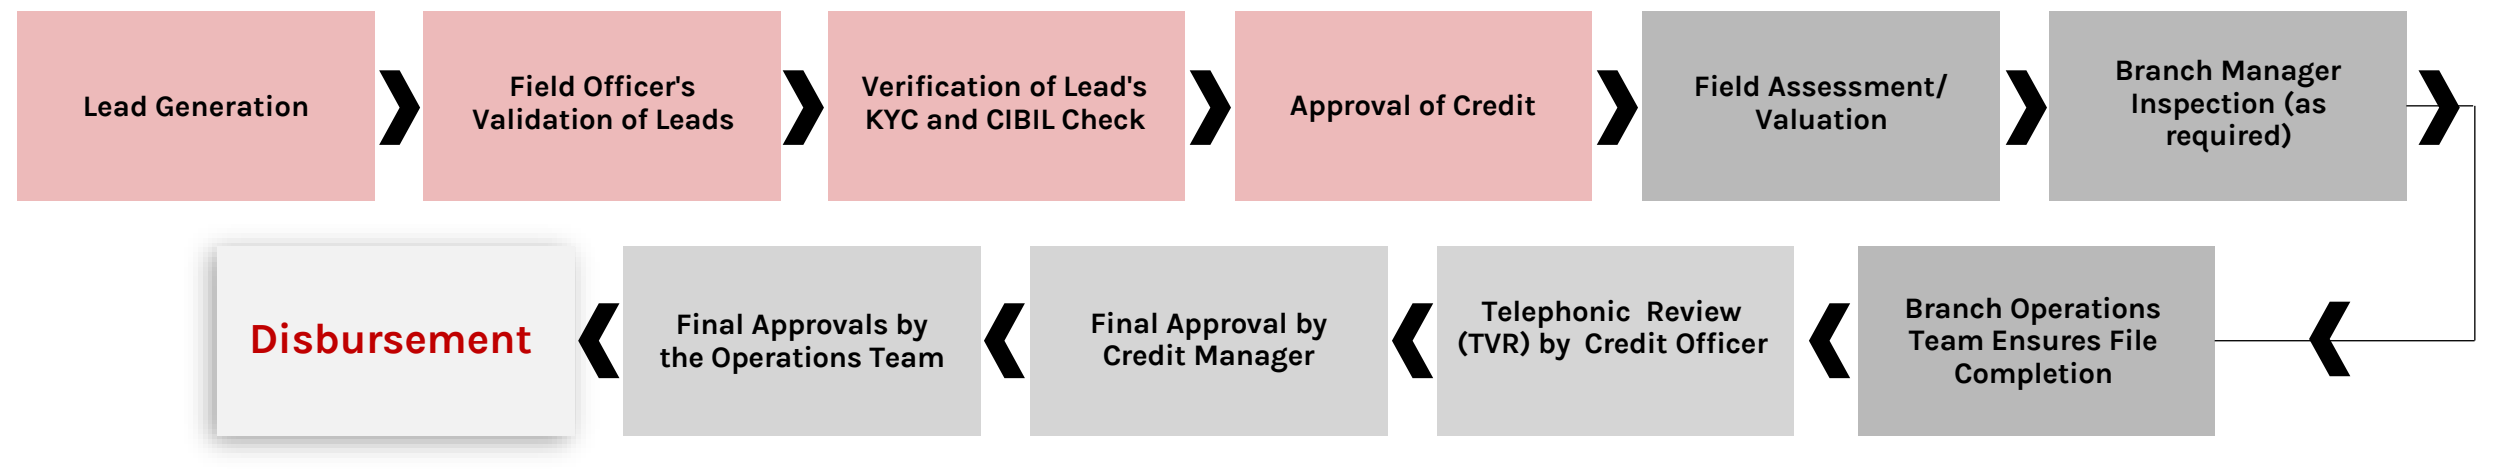 Lead Generation
Field Officer's
Validation of Leads
Verification of Lead's
KYC and CIBIL Check
Approval of Credit
Field Assessment/
Valuation
Branch Manager
Inspection (as
required)
Branch Operations
Team Ensures File
Completion
Telephonic Review
(TVR) by Credit Officer
Final Approval by
Credit Manager
Final Approvals by
the Operations Team
Disbursement